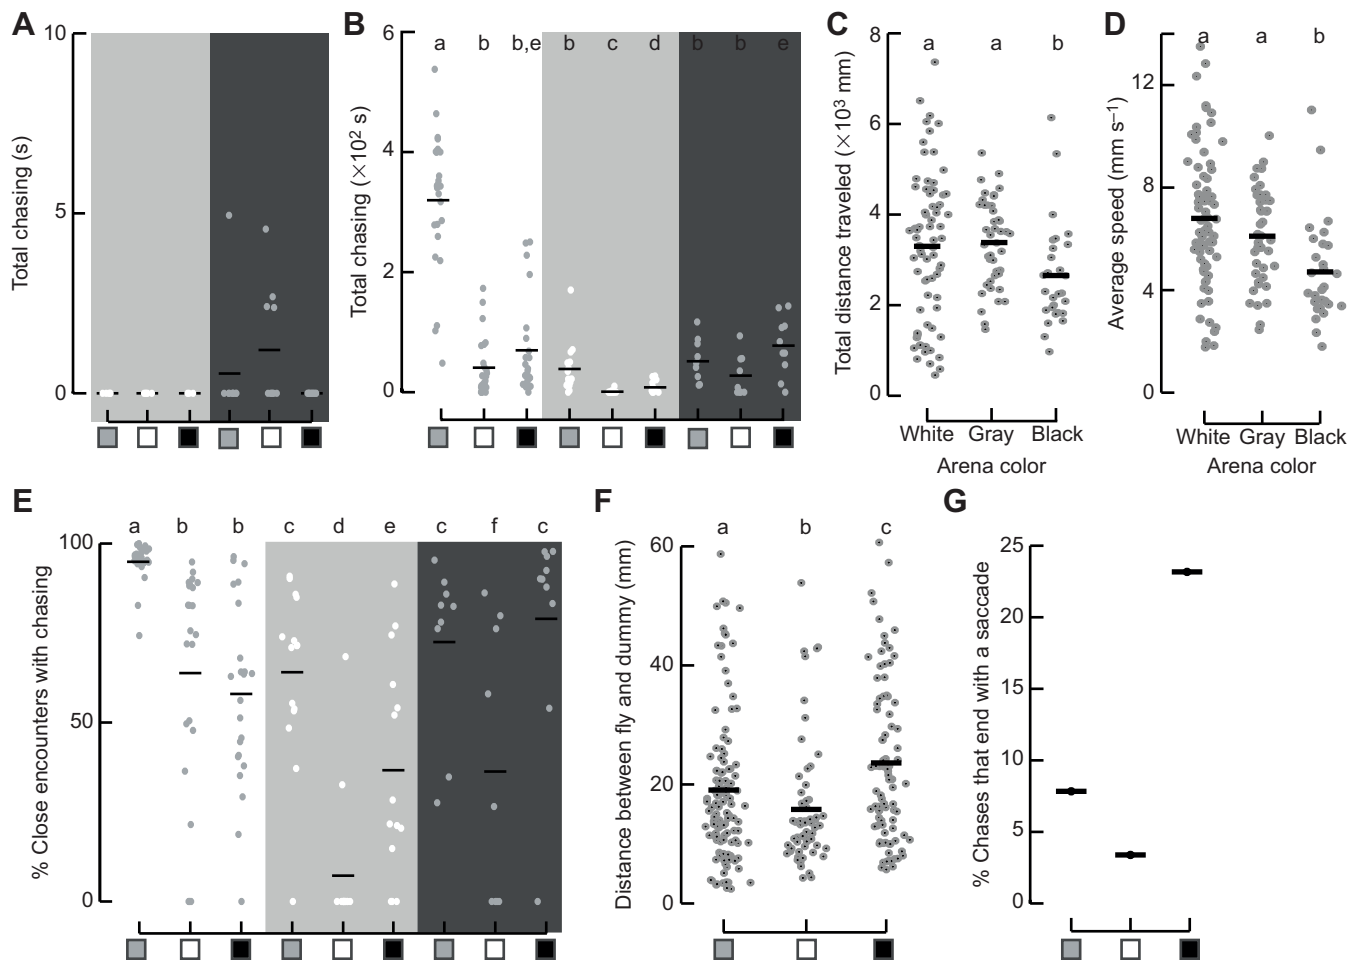 A
Total chasing (s)
10
5
0
B
Total chasing (×10² s)
6
4
2
0
a b b,e b c d b b e
C
Total distance traveled (×10³ mm)
8
6
4
2
0
a a b
White Gray Black
Arena color
D
Average speed (mm s⁻¹)
12
8
4
0
a a b
White Gray Black
Arena color
E
% Close encounters with chasing
100
50
0
a b b c d e c f c
F
Distance between fly and dummy (mm)
60
40
20
0
a b c
G
% Chases that end with a saccade
25
20
15
10
5
0